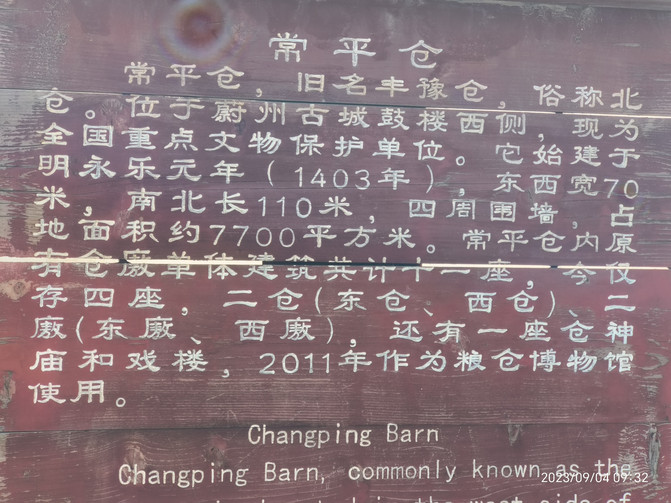 常平仓
常平仓，旧名丰豫仓，俗称北
仓。位于蔚州古城鼓楼西侧，现为
全国重点文物保护单位。它始建于
明永乐元年（1403年），东西宽70
米，南北长110米，四周围墙，占
地面积约7700平方米。常平仓内原
有仓廒单体建筑共计十一座，今仅
存四座，二仓（东仓、西仓）、二
廒（东廒、西廒），还有一座仓神
庙和戏楼，2011年作为粮仓博物馆
使用。
Changping Barn
Changping Barn, commonly known as the
2023/09/04 09:32